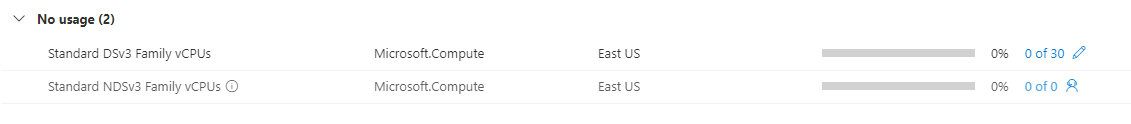 No usage (2)
Standard DSv3 Family vCPUs Microsoft.Compute East US 0% 0 of 30
Standard NDSv3 Family vCPUs Microsoft.Compute East US 0% 0 of 0